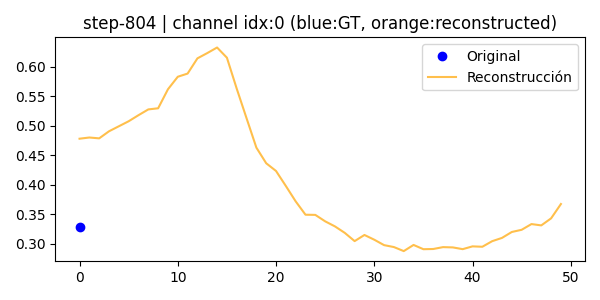 step-804 | channel idx:0 (blue:GT, orange:reconstructed)
Original
Reconstrucción
0.60
0.55
0.50
0.45
0.40
0.35
0.30
0 10 20 30 40 50